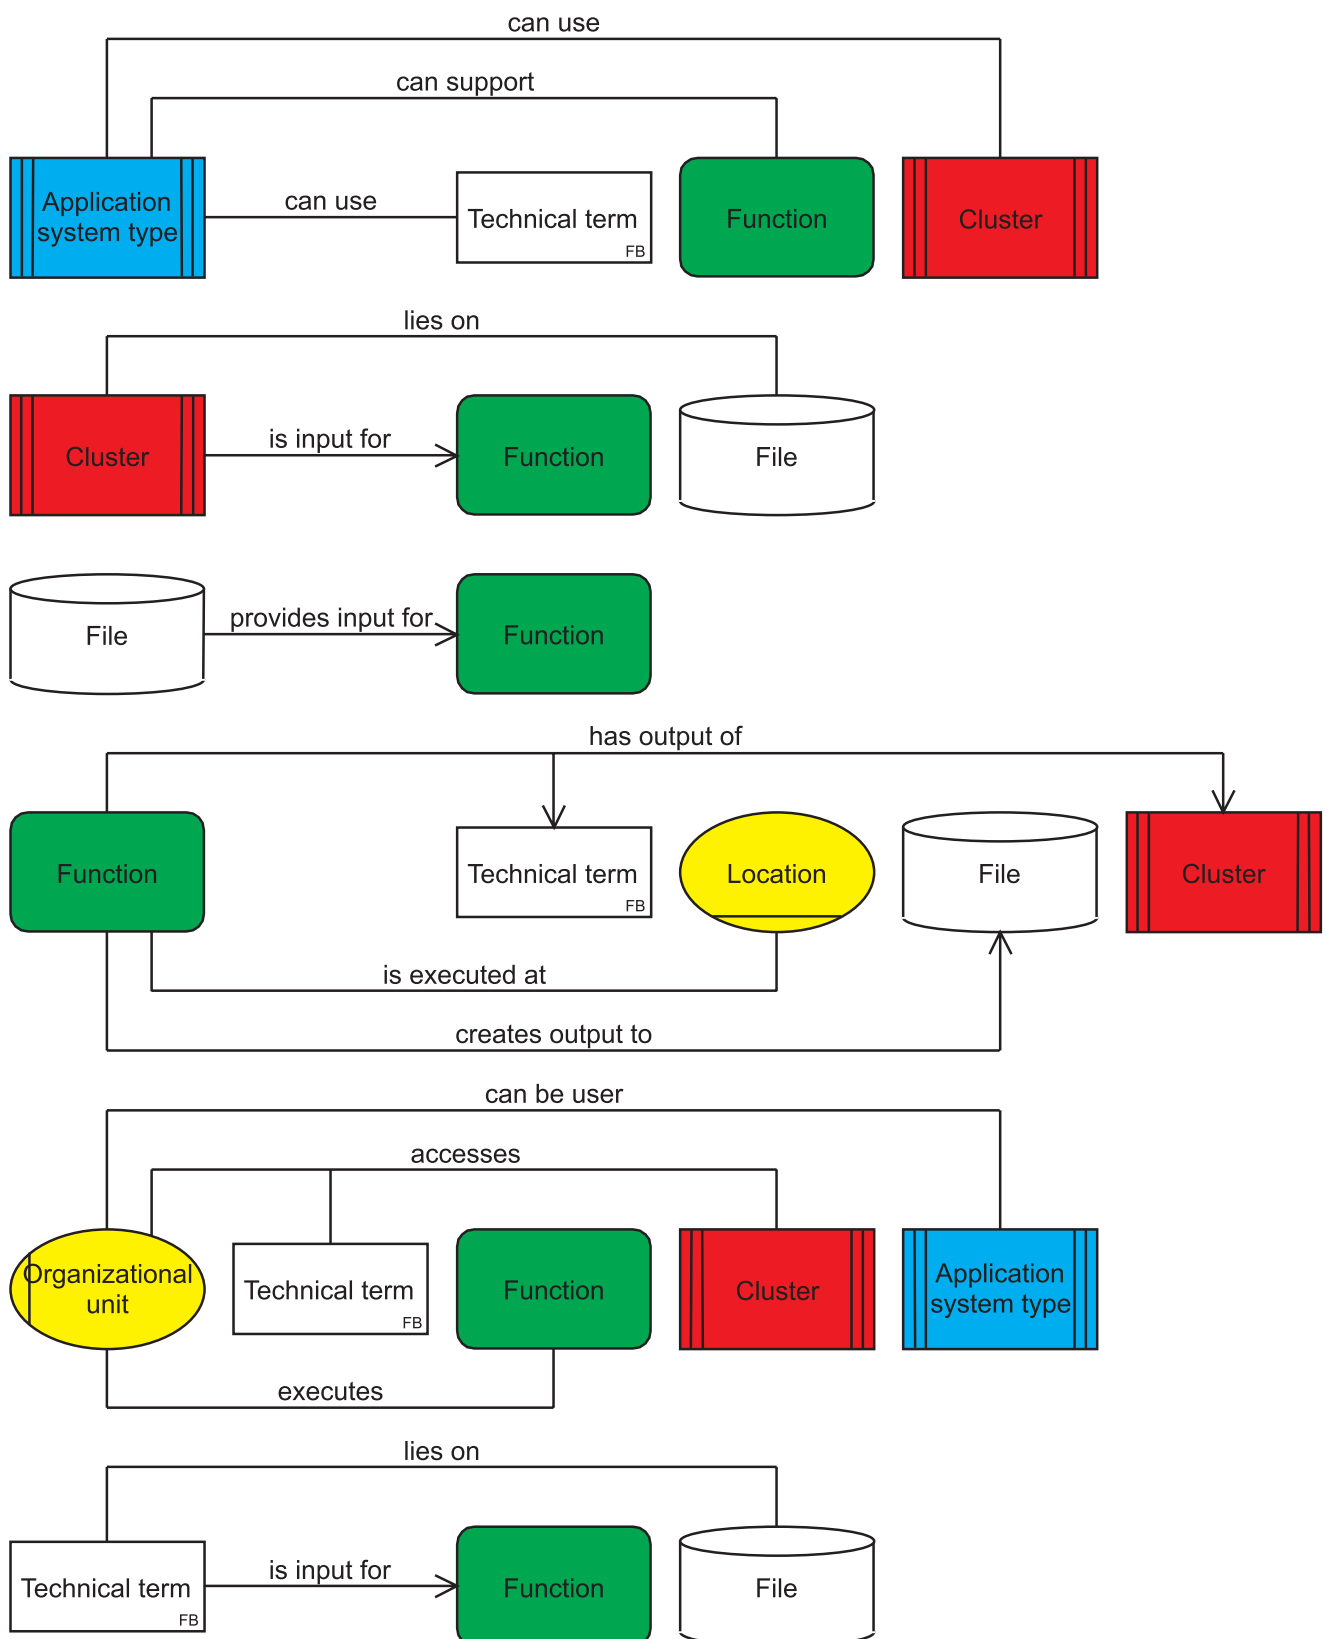 can use
can support
Application
system type
can use
Technical term
FB
Function
Cluster
lies on
Cluster
is input for
Function
File
File
provides input for
Function
has output of
Function
Technical term
FB
Location
File
Cluster
is executed at
creates output to
can be user
accesses
Organizational
unit
Technical term
FB
Function
Cluster
Application
system type
executes
lies on
Technical term
FB
is input for
Function
File